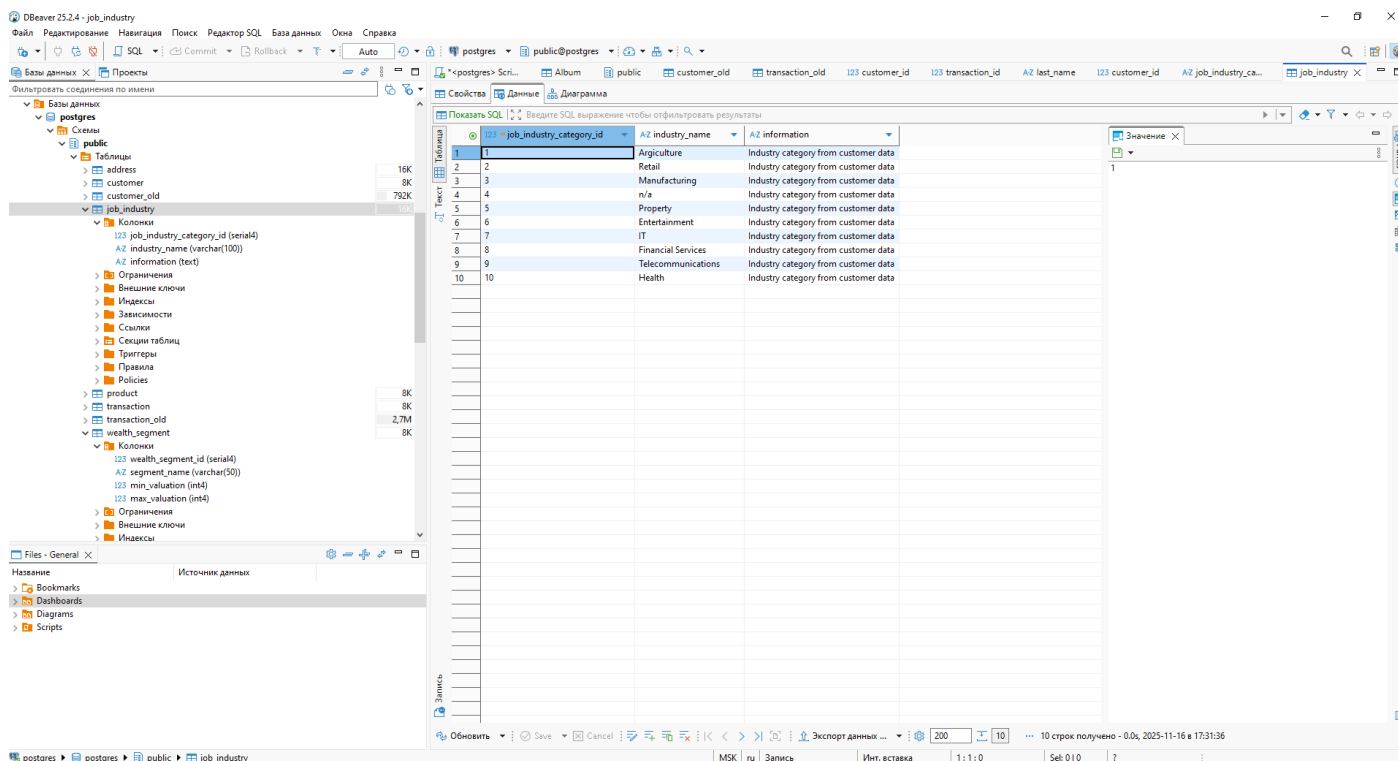 DBeaver 25.2.4 - job_industry
Файл Редактирование Навигация Поиск Редактор SQL База данных Окна Справка
SQL Commit Rollback Auto postgres public@postgres
Базы данных Проекты
*<postgres> Scri... Album public customer_old transaction_old 123 customer_id 123 transaction_id A-Z last_name 123 customer_id A-Z job_industry_ca... job_industry
Фильтровать соединения по имени
Свойства Данные Диаграмма
Базы данных
postgres
Схемы
public
Таблицы
address 16K
customer 8K
customer_old 792K
job_industry 16K
Колонки
123 job_industry_category_id (serial4)
A-Z industry_name (varchar(100))
A-Z information (text)
Ограничения
Внешние ключи
Индексы
Зависимости
Ссылки
Секции таблиц
Триггеры
Правила
Policies
product 8K
transaction 8K
transaction_old 2,7M
wealth_segment 8K
Колонки
123 wealth_segment_id (serial4)
A-Z segment_name (varchar(50))
123 min_valuation (int4)
123 max_valuation (int4)
Ограничения
Внешние ключи
Индексы
Показать SQL Введите SQL выражение чтобы отфильтровать результаты
Таблица
Текст
Запись
123 job_industry_category_id A-Z industry_name A-Z information
1 1 Argiculture Industry category from customer data
2 2 Retail Industry category from customer data
3 3 Manufacturing Industry category from customer data
4 4 n/a Industry category from customer data
5 5 Property Industry category from customer data
6 6 Entertainment Industry category from customer data
7 7 IT Industry category from customer data
8 8 Financial Services Industry category from customer data
9 9 Telecommunications Industry category from customer data
10 10 Health Industry category from customer data
Значение
1
Files - General
Название Источник данных
Bookmarks
Dashboards
Diagrams
Scripts
Обновить Save Cancel Экспорт данных ... 200 10 ... 10 строк получено - 0.0s, 2025-11-16 в 17:31:36
postgres postgres public job_industry MSK ru Запись Инт. вставка 1 : 1 : 0 Sel: 0 | 0 ?